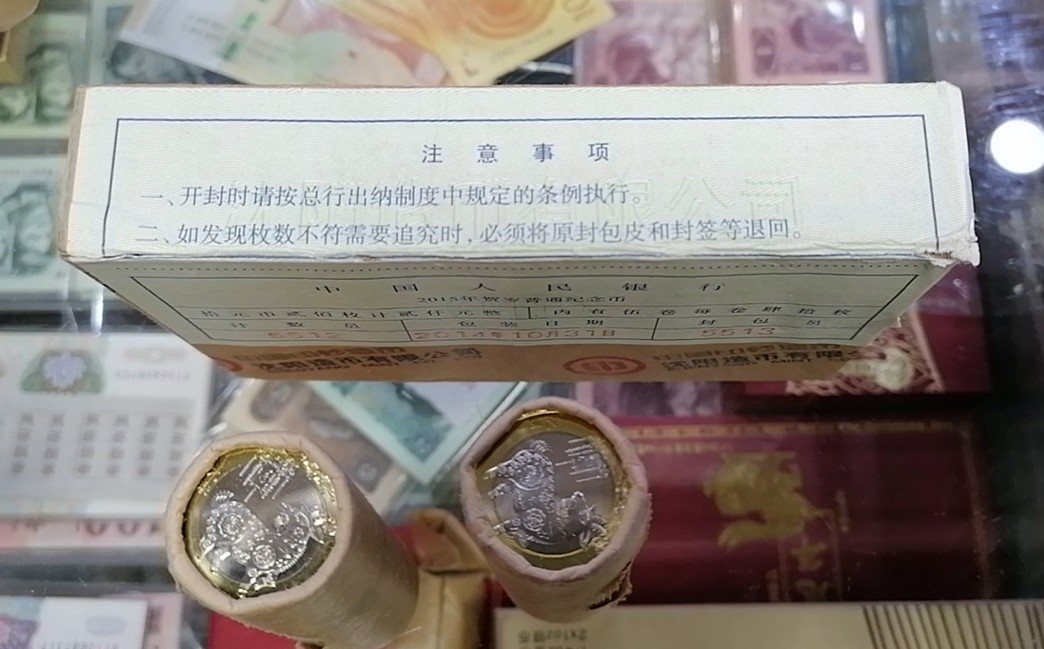 注意事项
一、开封时请按总行出纳制度中规定的条例执行。
二、如发现枚数不符需要追究时,必须将原封包皮和封签等退回。
中国人民银行
2015年贺岁普通纪念币
拾元币贰佰枚计贰仟元整 内有伍卷每卷肆拾枚
计数员 包装日期 封包员
5512 2014年10月31日 5513
沈阳造币有限公司 沈阳造币有限